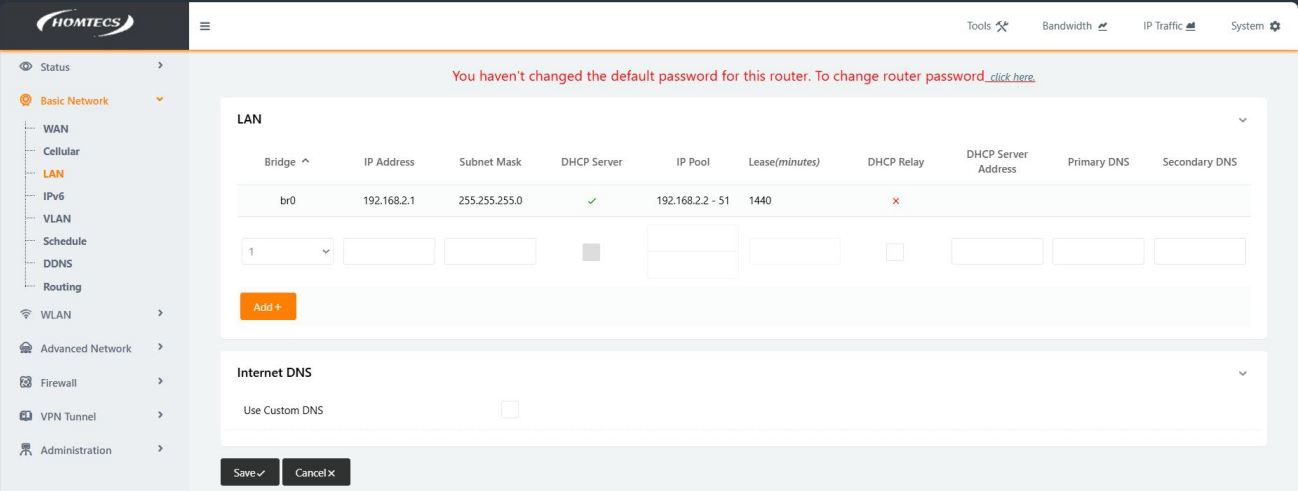 HOMTECS
Tools Bandwidth IP Traffic System
Status
Basic Network
WAN
Cellular
LAN
IPv6
VLAN
Schedule
DDNS
Routing
WLAN
Advanced Network
Firewall
VPN Tunnel
Administration
You haven't changed the default password for this router. To change router password click here.
LAN
Bridge IP Address Subnet Mask DHCP Server IP Pool Lease(minutes) DHCP Relay DHCP Server Address Primary DNS Secondary DNS
br0 192.168.2.1 255.255.255.0 192.168.2.2 - 51 1440
1
Add +
Internet DNS
Use Custom DNS
Save Cancel